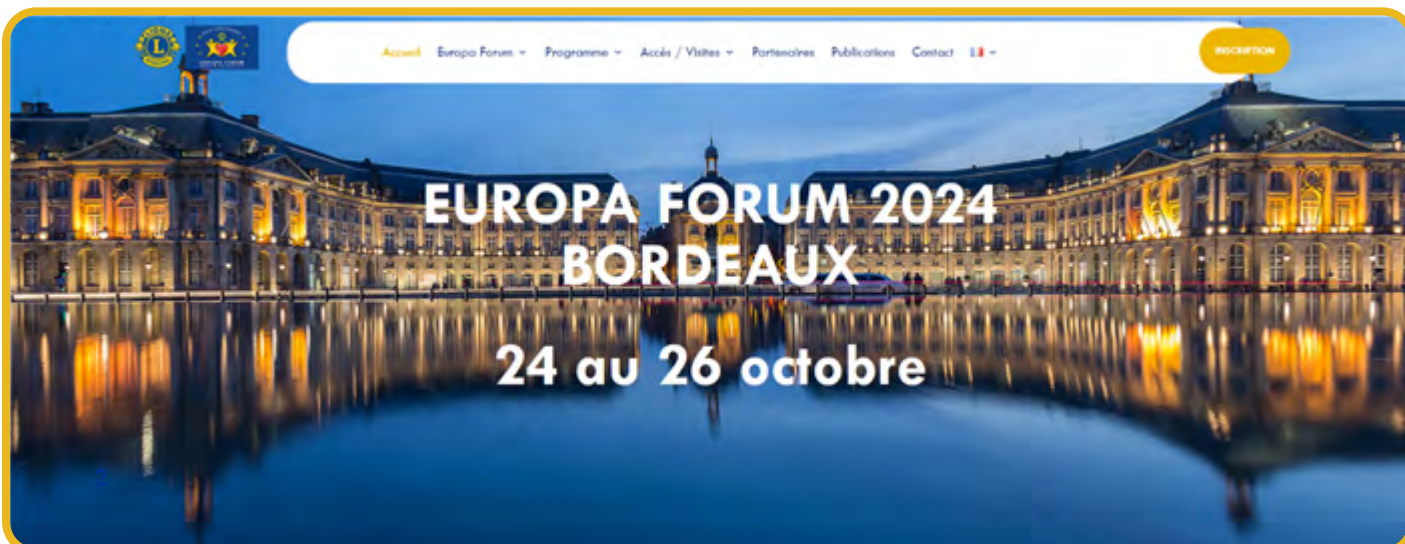 Accueil Europa Forum Programme Accès / Visites Partenaires Publications Contact
INSCRIPTION
EUROPA FORUM 2024
BORDEAUX
24 au 26 octobre